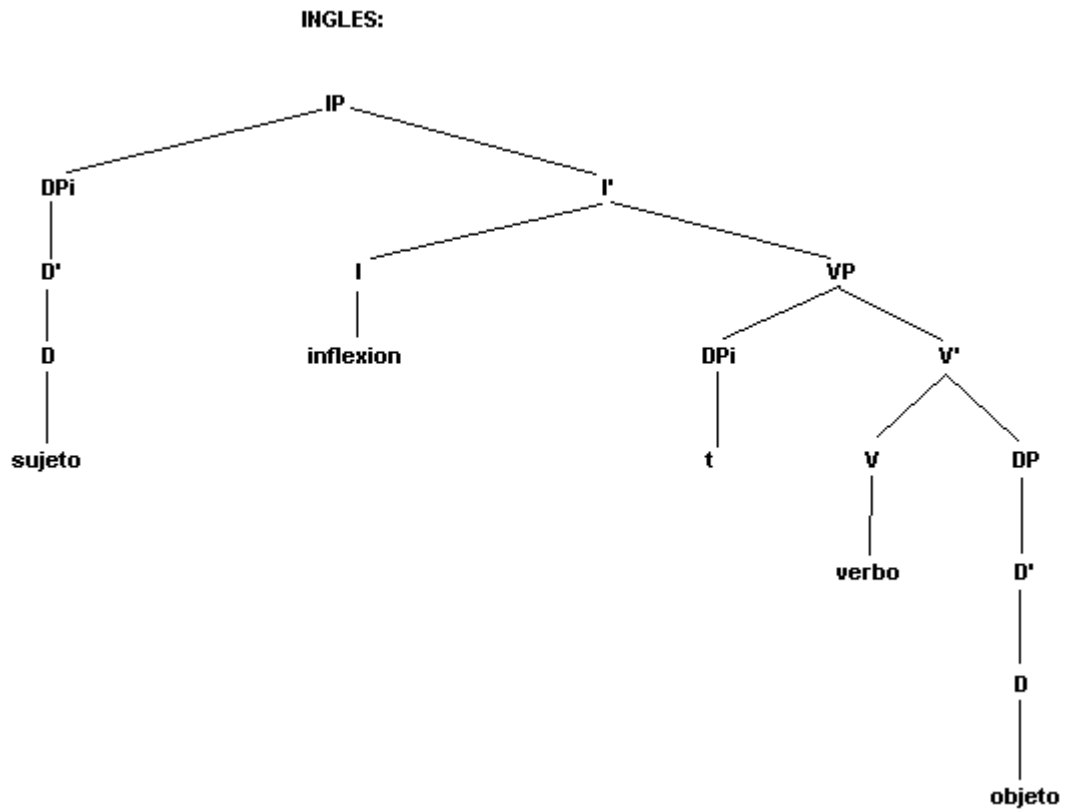 INGLES:
IP
DPi I'
D' I VP
D inflexion DPi V'
sujeto t V DP
verbo D'
D
objeto